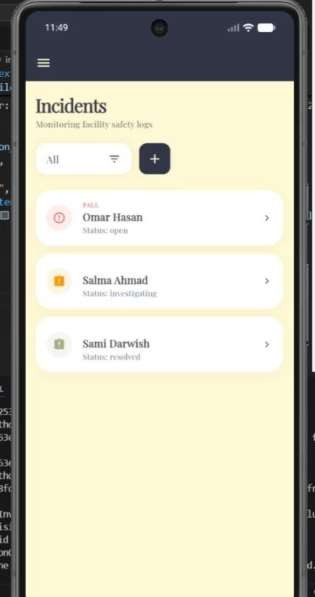 11:49
Incidents
Monitoring facility safety logs
All
FALL
Omar Hasan
Status: open
Salma Ahmad
Status: investigating
Sami Darwish
Status: resolved